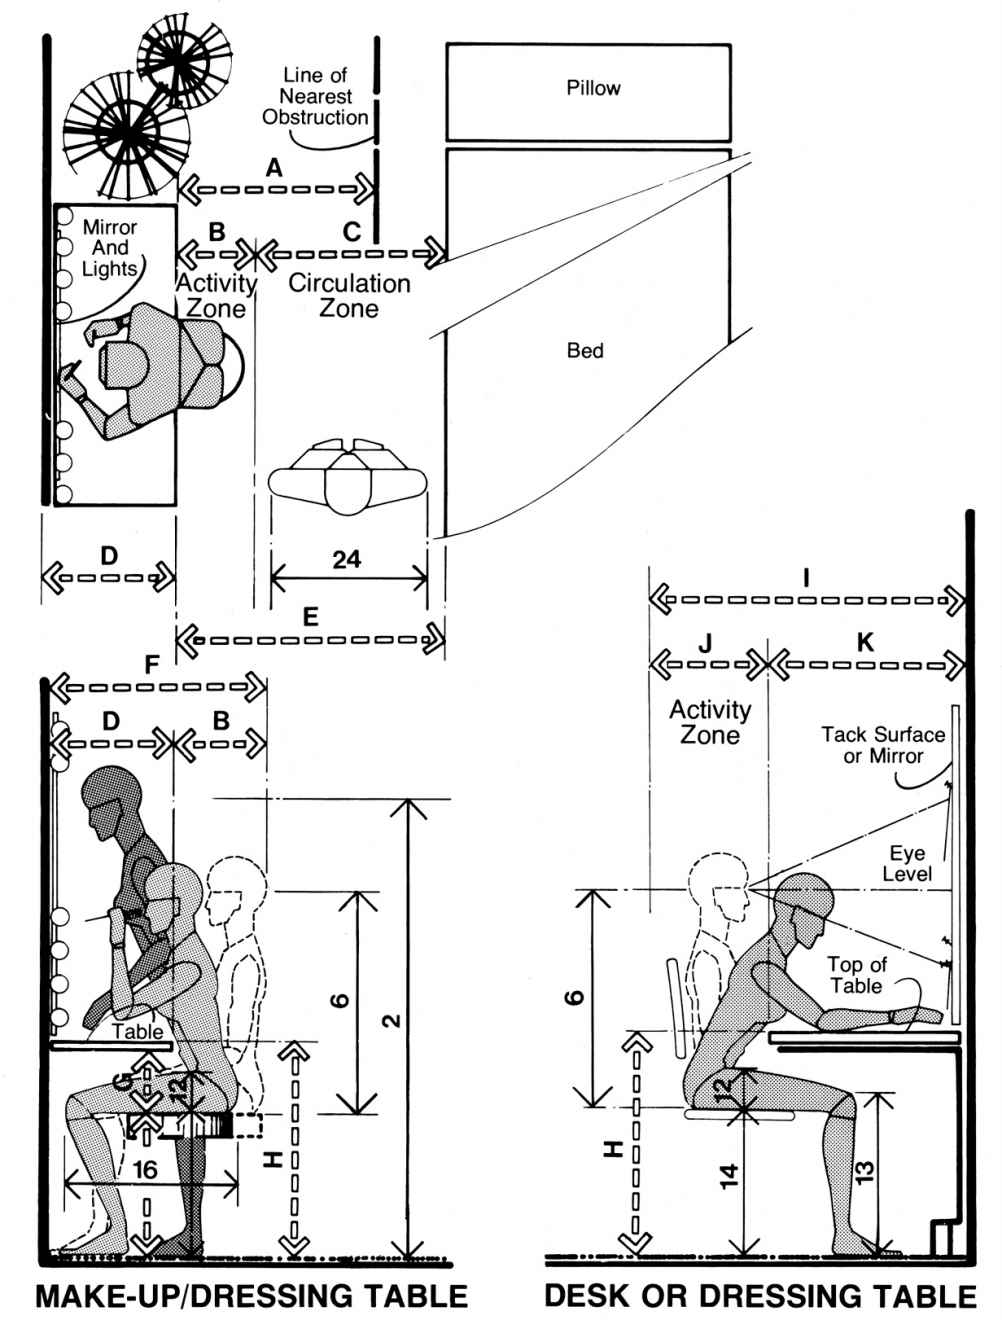 Line of
Nearest
Obstruction
Pillow
A
Mirror
And
Lights
B
C
Activity
Zone
Circulation
Zone
Bed
D
24
E
F
D
B
6
2
Table
G
12
16
H
MAKE-UP/DRESSING TABLE
I
J
K
Activity
Zone
Tack Surface
or Mirror
Eye
Level
6
Top of
Table
12
H
14
13
DESK OR DRESSING TABLE